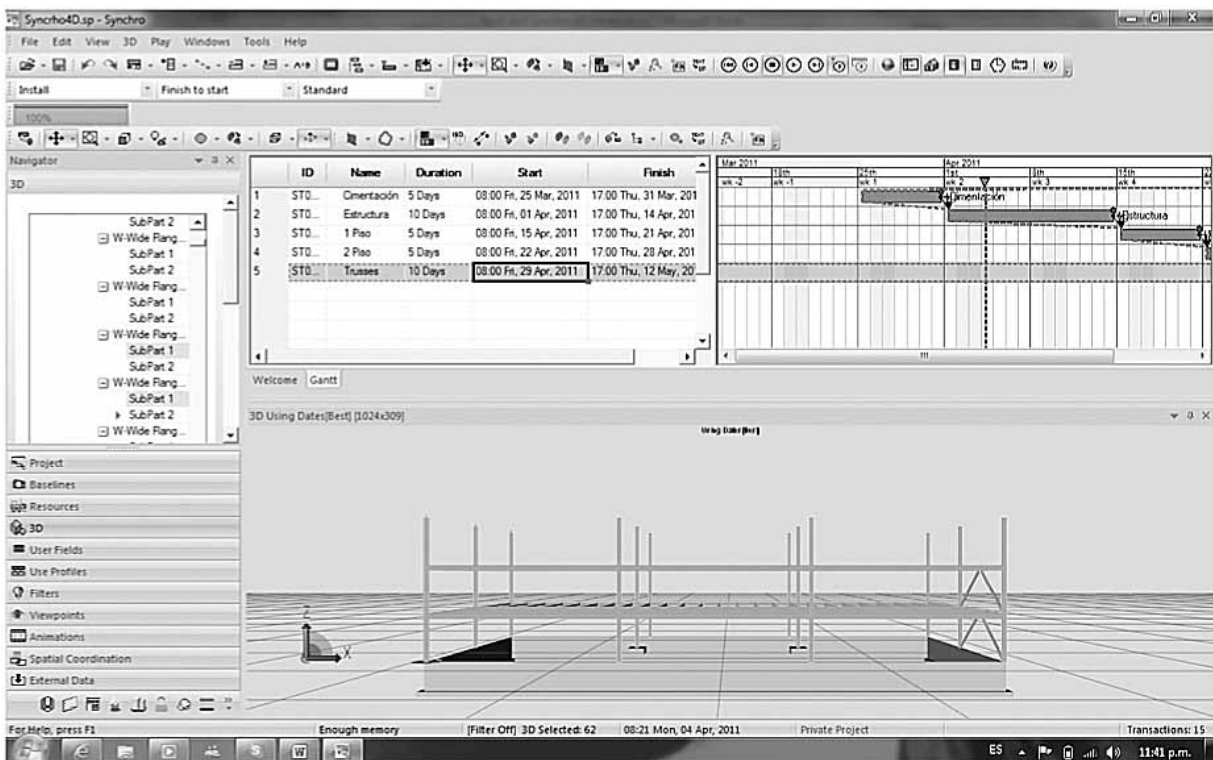 Syncrho4D.sp - Synchro
File Edit View 3D Play Windows Tools Help
Install Finish to start Standard
100%
Navigator
3D
SubPart 2
W-Wide Flang...
SubPart 1
SubPart 2
W-Wide Flang...
SubPart 1
SubPart 2
W-Wide Flang...
SubPart 1
SubPart 2
W-Wide Flang...
SubPart 1
SubPart 2
W-Wide Flang...
Project
Baselines
Resources
3D
User Fields
Use Profiles
Filters
Viewpoints
Animations
Spatial Coordination
External Data
ID Name Duration Start Finish
1 ST0... Cimentación 5 Days 08:00 Fri, 25 Mar, 2011 17:00 Thu, 31 Mar, 201
2 ST0... Estructura 10 Days 08:00 Fri, 01 Apr, 2011 17:00 Thu, 14 Apr, 201
3 ST0... 1 Piso 5 Days 08:00 Fri, 15 Apr, 2011 17:00 Thu, 21 Apr, 201
4 ST0... 2 Piso 5 Days 08:00 Fri, 22 Apr, 2011 17:00 Thu, 28 Apr, 201
5 ST0... Trusses 10 Days 08:00 Fri, 29 Apr, 2011 17:00 Thu, 12 May, 20
Mar 2011 Apr 2011
18th 25th 1st 8th 15th
wk -2 wk -1 wk 1 wk 2 wk 3 wk 4
Cimentación
Estructura
Welcome Gantt
3D Using Dates[Best] [1024x309]
Using Dates[Best]
Z
X
For Help, press F1 Enough memory [Filter Off] 3D Selected: 62 08:21 Mon, 04 Apr, 2011 Private Project Transactions: 15
ES 11:41 p.m.